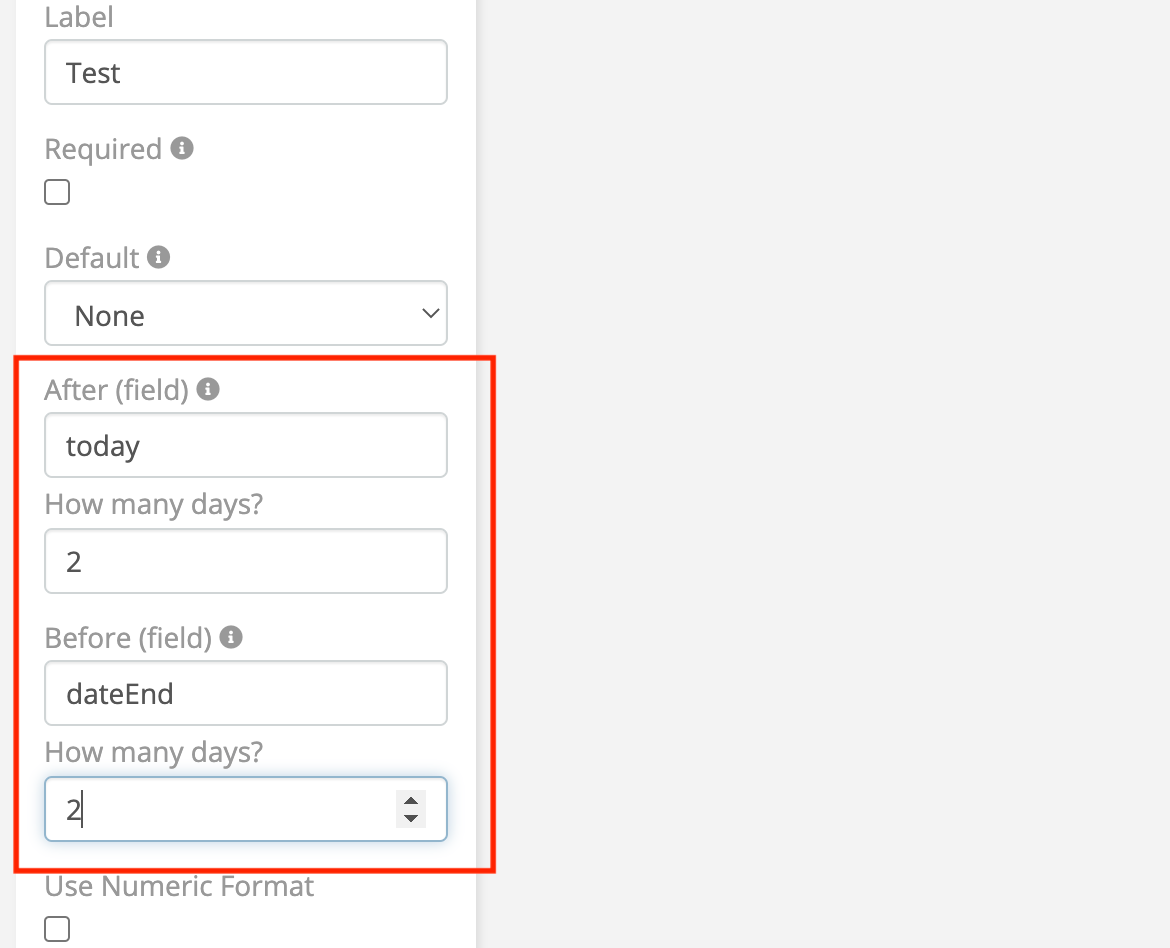 Label
Test
Required
Default
None
After (field)
today
How many days?
2
Before (field)
dateEnd
How many days?
2
Use Numeric Format